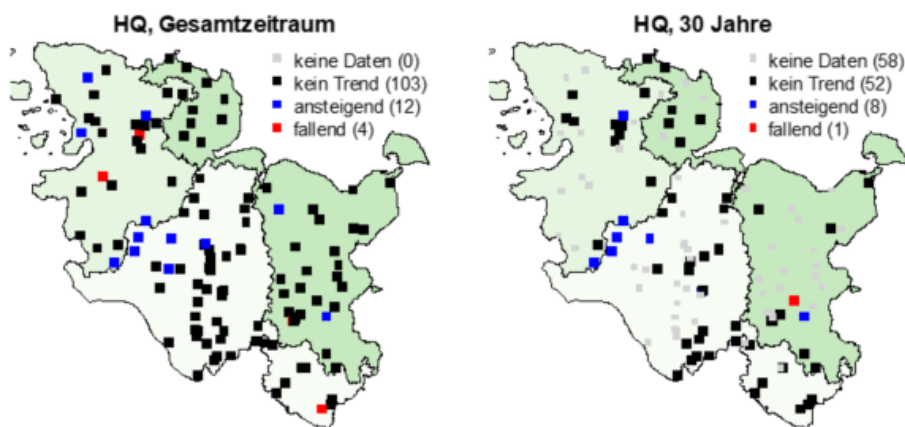 HQ, Gesamtzeitraum
keine Daten (0)
kein Trend (103)
ansteigend (12)
fallend (4)
HQ, 30 Jahre
keine Daten (58)
kein Trend (52)
ansteigend (8)
fallend (1)